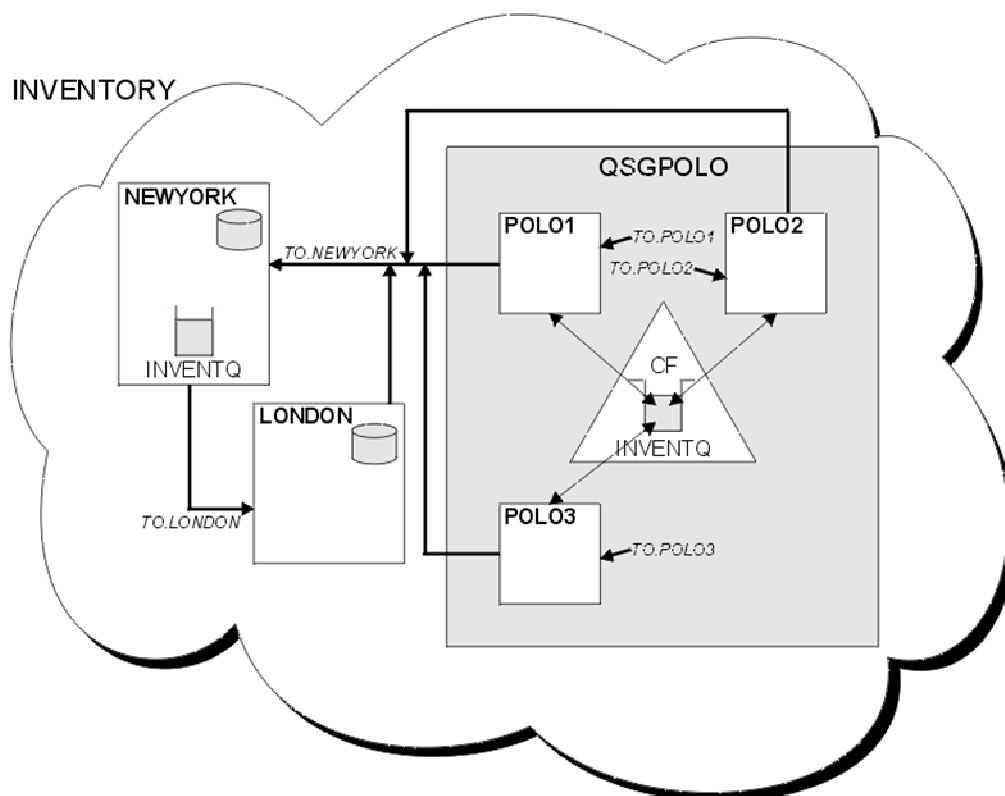 INVENTORY
QSGPOLO
NEWYORK
POLO1
POLO2
TO.POLO1
TO.NEWYORK
TO.POLO2
INVENTQ
CF
LONDON
INVENTQ
POLO3
TO.LONDON
TO.POLO3